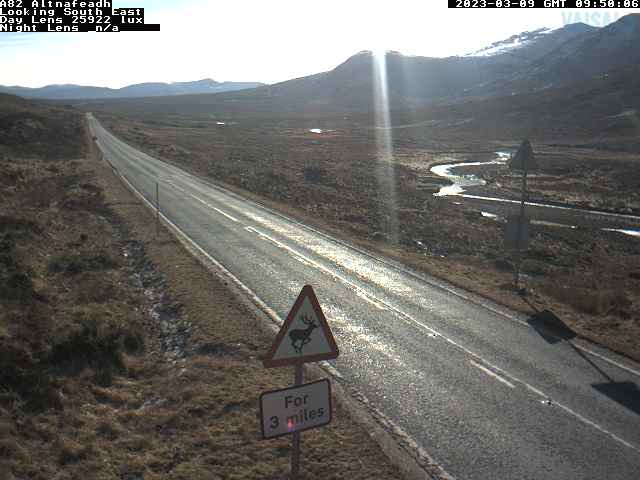 A82 Altnafeadh
2023-03-09 GMT 09:50:06
Looking South East
VAISALA
Day Lens 25922 lux
Night Lens n/a
For
3 miles